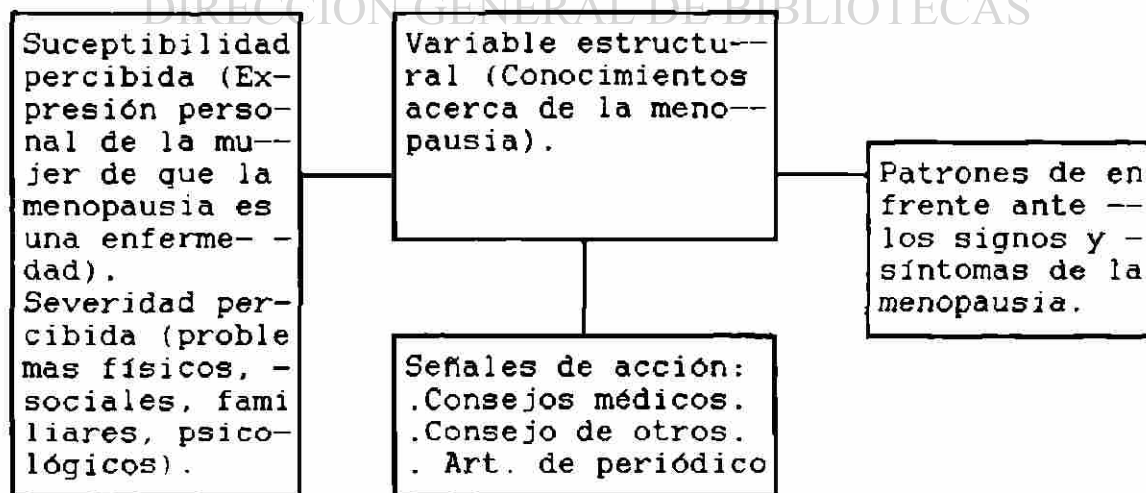 DIRECCIÓN GENERAL DE BIBLIOTECAS
Suceptibilidad
percibida (Ex-
presión perso-
nal de la mu--
jer de que la
menopausia es
una enferme- -
dad).
Severidad per-
cibida (proble
mas físicos, -
sociales, fami
liares, psico-
lógicos).
Variable estructu--
ral (Conocimientos
acerca de la meno--
pausia).
Señales de acción:
.Consejos médicos.
.Consejo de otros.
. Art. de periódico
Patrones de en
frente ante --
los signos y -
síntomas de la
menopausia.